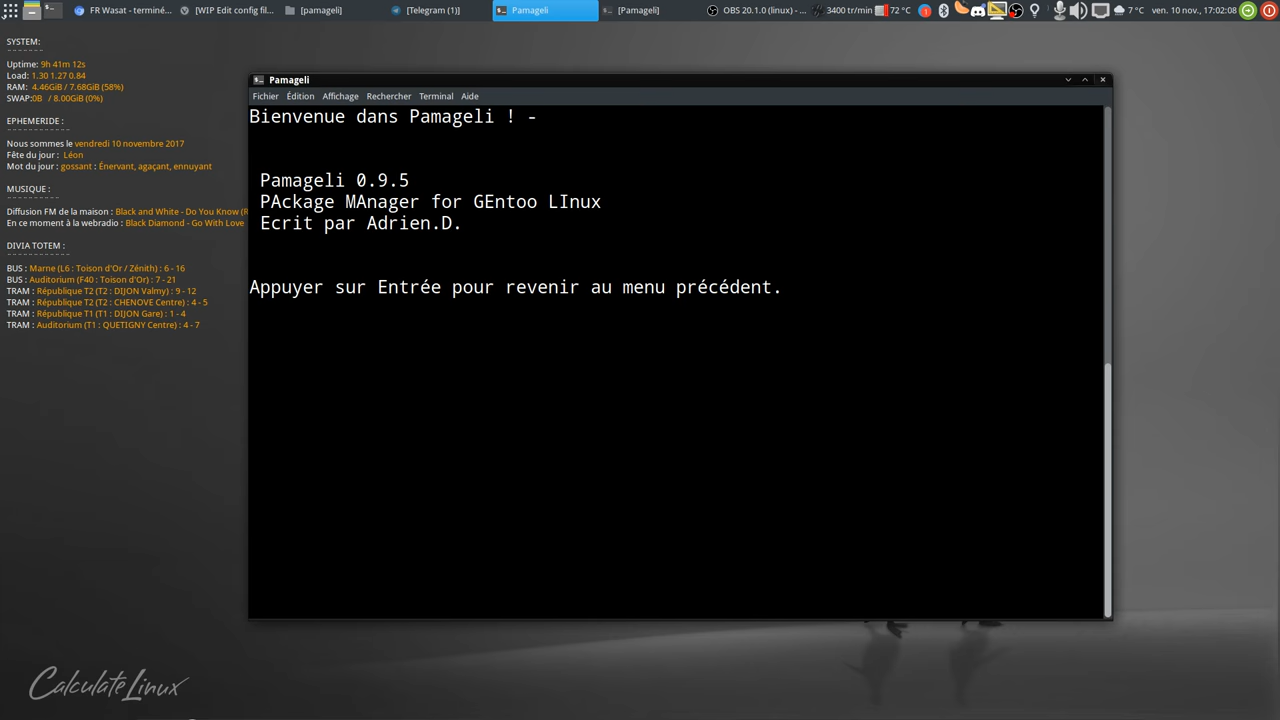 FR Wasat - terminé...
[WIP Edit config fil...
[pamageli]
[Telegram (1)]
Pamageli
[Pamageli]
OBS 20.1.0 (linux) - ...
3400 tr/min
72 °C
7 °C
ven. 10 nov., 17:02:08
SYSTEM:
Uptime: 9h 41m 12s
Load: 1.30 1.27 0.84
RAM: 4.46GiB / 7.68GiB (58%)
SWAP:0B / 8.00GiB (0%)
EPHEMERIDE :
Nous sommes le vendredi 10 novembre 2017
Fête du jour : Léon
Mot du jour : gossant : Énervant, agaçant, ennuyant
MUSIQUE :
Diffusion FM de la maison : Black and White - Do You Know (R
En ce moment à la webradio : Black Diamond - Go With Love
DIVIA TOTEM :
BUS : Marne (L6 : Toison d'Or / Zénith) : 6 - 16
BUS : Auditorium (F40 : Toison d'Or) : 7 - 21
TRAM : République T2 (T2 : DIJON Valmy) : 9 - 12
TRAM : République T2 (T2 : CHENOVE Centre) : 4 - 5
TRAM : République T1 (T1 : DIJON Gare) : 1 - 4
TRAM : Auditorium (T1 : QUETIGNY Centre) : 4 - 7
Pamageli
Fichier Édition Affichage Rechercher Terminal Aide
Bienvenue dans Pamageli ! -
Pamageli 0.9.5
PAckage MAnager for GEntoo LInux
Ecrit par Adrien.D.
Appuyer sur Entrée pour revenir au menu précédent.
Calculate Linux